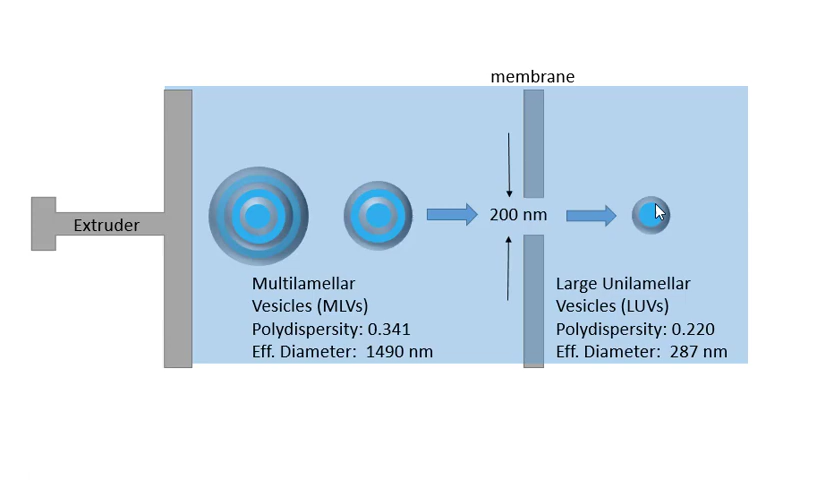 membrane
Extruder
200 nm
Multilamellar
Vesicles (MLVs)
Polydispersity: 0.341
Eff. Diameter:  1490 nm
Large Unilamellar
Vesicles (LUVs)
Polydispersity: 0.220
Eff. Diameter:  287 nm